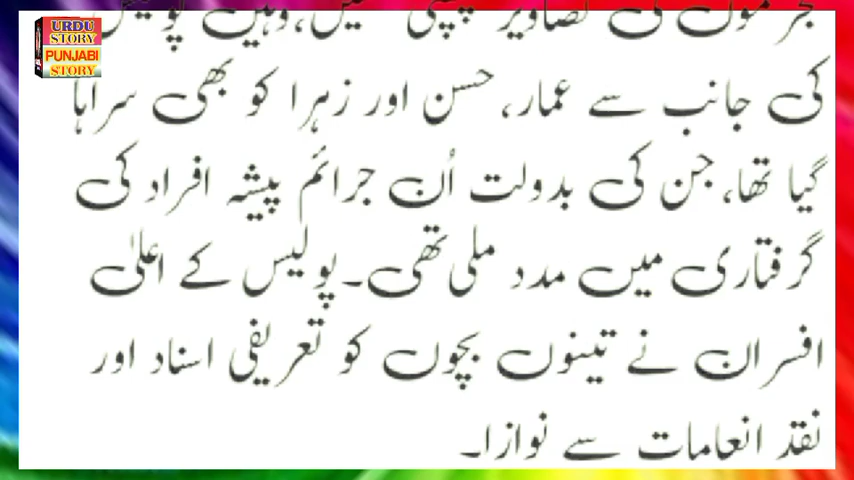 URDU
STORY
PUNJABI
STORY
کی جانب سے عمار، حسن اور زہرا کو بھی سراہا
گیا تھا، جن کی بدولت اُن جرائم پیشہ افراد کی
گرفتاری میں مدد ملی تھی۔ پولیس کے اعلیٰ
افسران نے تینوں بچوں کو تعریفی اسناد اور
نقد انعامات سے نوازا۔